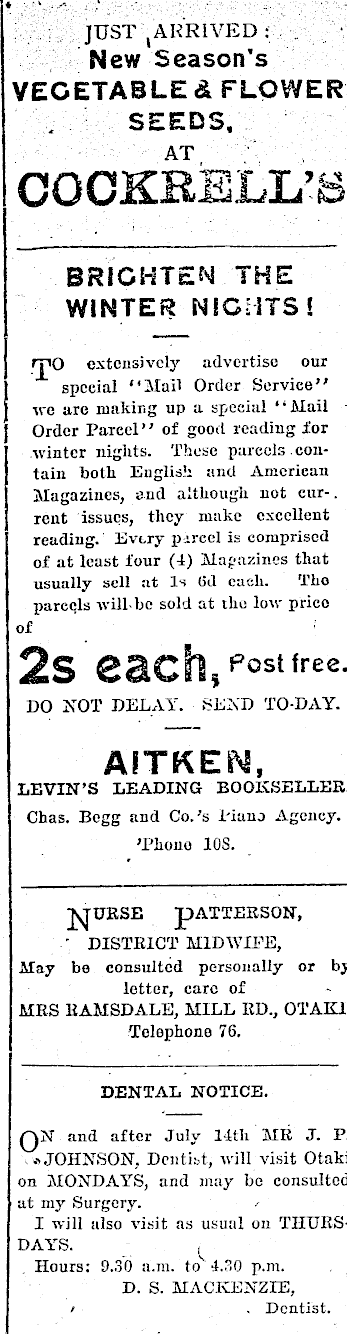 JUST ARRIVED:
New Season's
VEGETABLE & FLOWER
SEEDS,
AT
COCKRELL'S
BRIGHTEN THE
WINTER NIGHTS!
TO extensively advertise our
special "Mail Order Service"
we are making up a special "Mail
Order Parcel" of good reading for
winter nights. These parcels con-
tain both English and American
Magazines, and although not cur-
rent issues, they make excellent
reading. Every parcel is comprised
of at least four (4) Magazines that
usually sell at 1s 6d each. The
parcels will be sold at the low price
of
2s each, Post free.
DO NOT DELAY. SEND TO-DAY.
AITKEN,
LEVIN'S LEADING BOOKSELLER
Chas. Begg and Co.'s Piano Agency.
'Phone 108.
NURSE PATTERSON,
DISTRICT MIDWIFE,
May be consulted personally or by
letter, care of
MRS RAMSDALE, MILL RD., OTAKI
Telephone 76.
DENTAL NOTICE.
ON and after July 14th MR J. P.
JOHNSON, Dentist, will visit Otaki
on MONDAYS, and may be consulted
at my Surgery.
I will also visit as usual on THURS-
DAYS.
Hours: 9.30 a.m. to 4.30 p.m.
D. S. MACKENZIE,
Dentist.